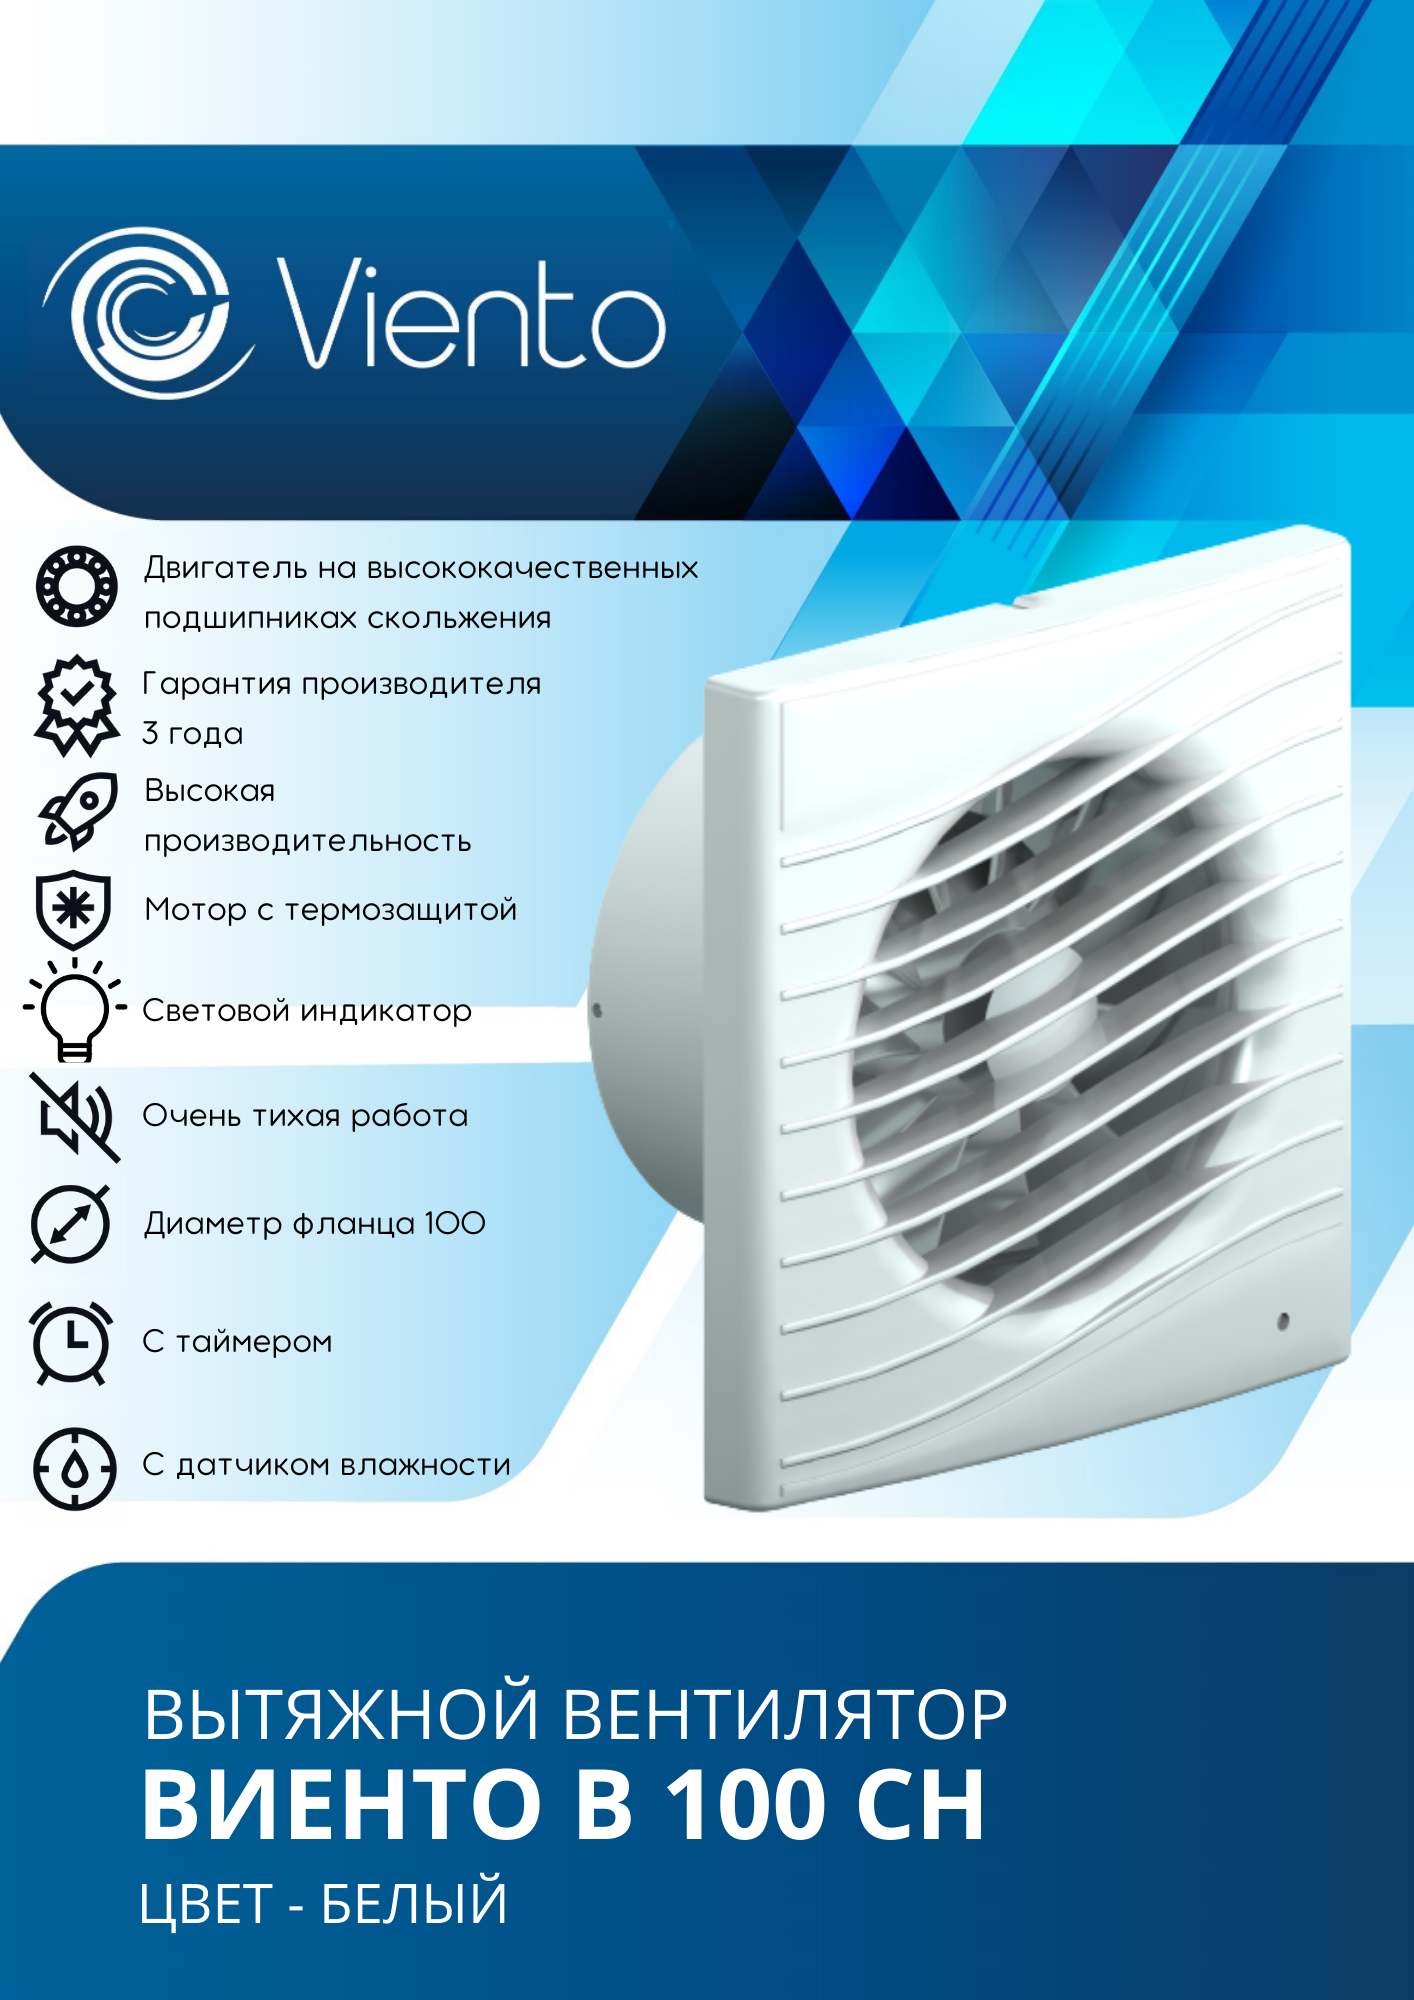 Viento
Двигатель на высококачественных
подшипниках скольжения
Гарантия производителя
3 года
Высокая
производительность
Мотор с термозащитой
Световой индикатор
Очень тихая работа
Диаметр фланца 100
С таймером
С датчиком влажности
ВЫТЯЖНОЙ ВЕНТИЛЯТОР
ВИЕНТО В 100 СН
ЦВЕТ - БЕЛЫЙ